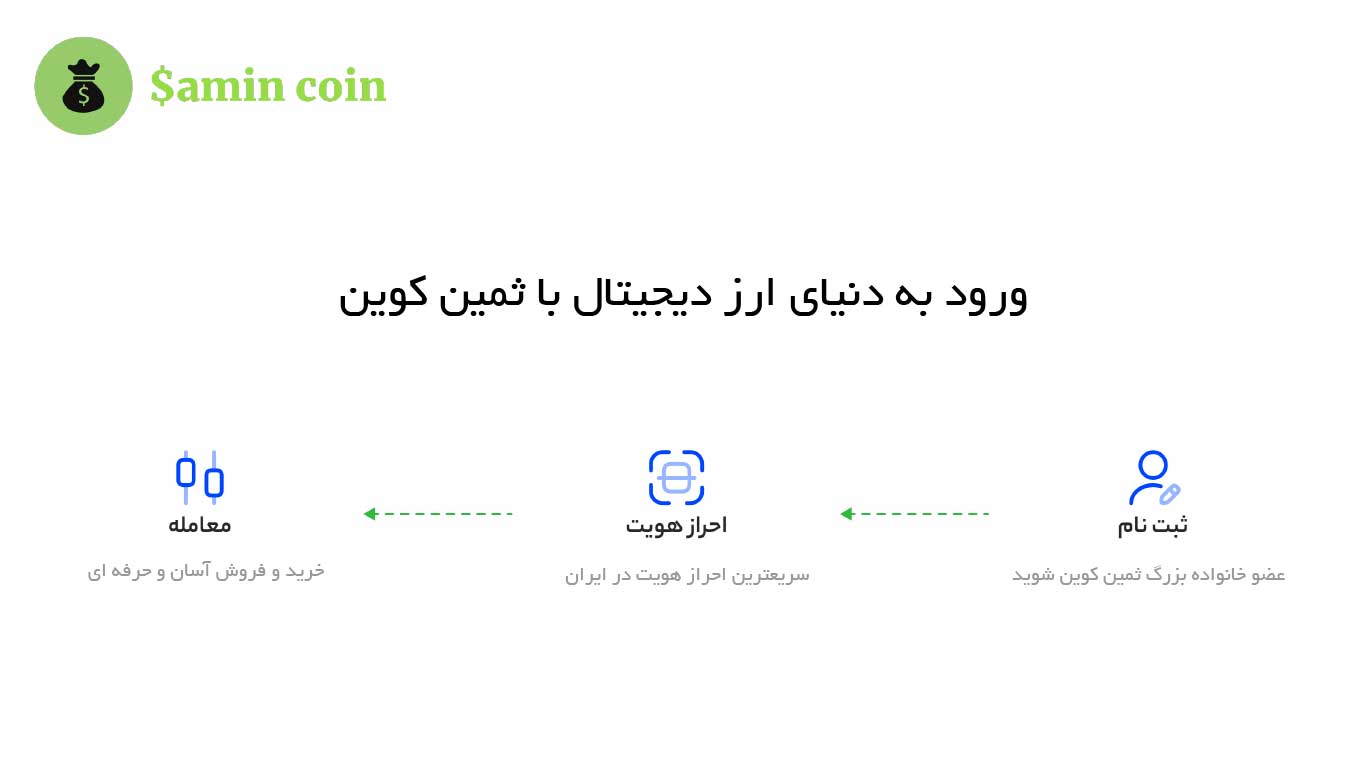 $amin coin
ورود به دنیای ارز دیجیتال با ثمین کوین
ثبت نام
عضو خانواده بزرگ ثمین کوین شوید
احراز هویت
سریعترین احراز هویت در ایران
معامله
خرید و فروش آسان و حرفه ای